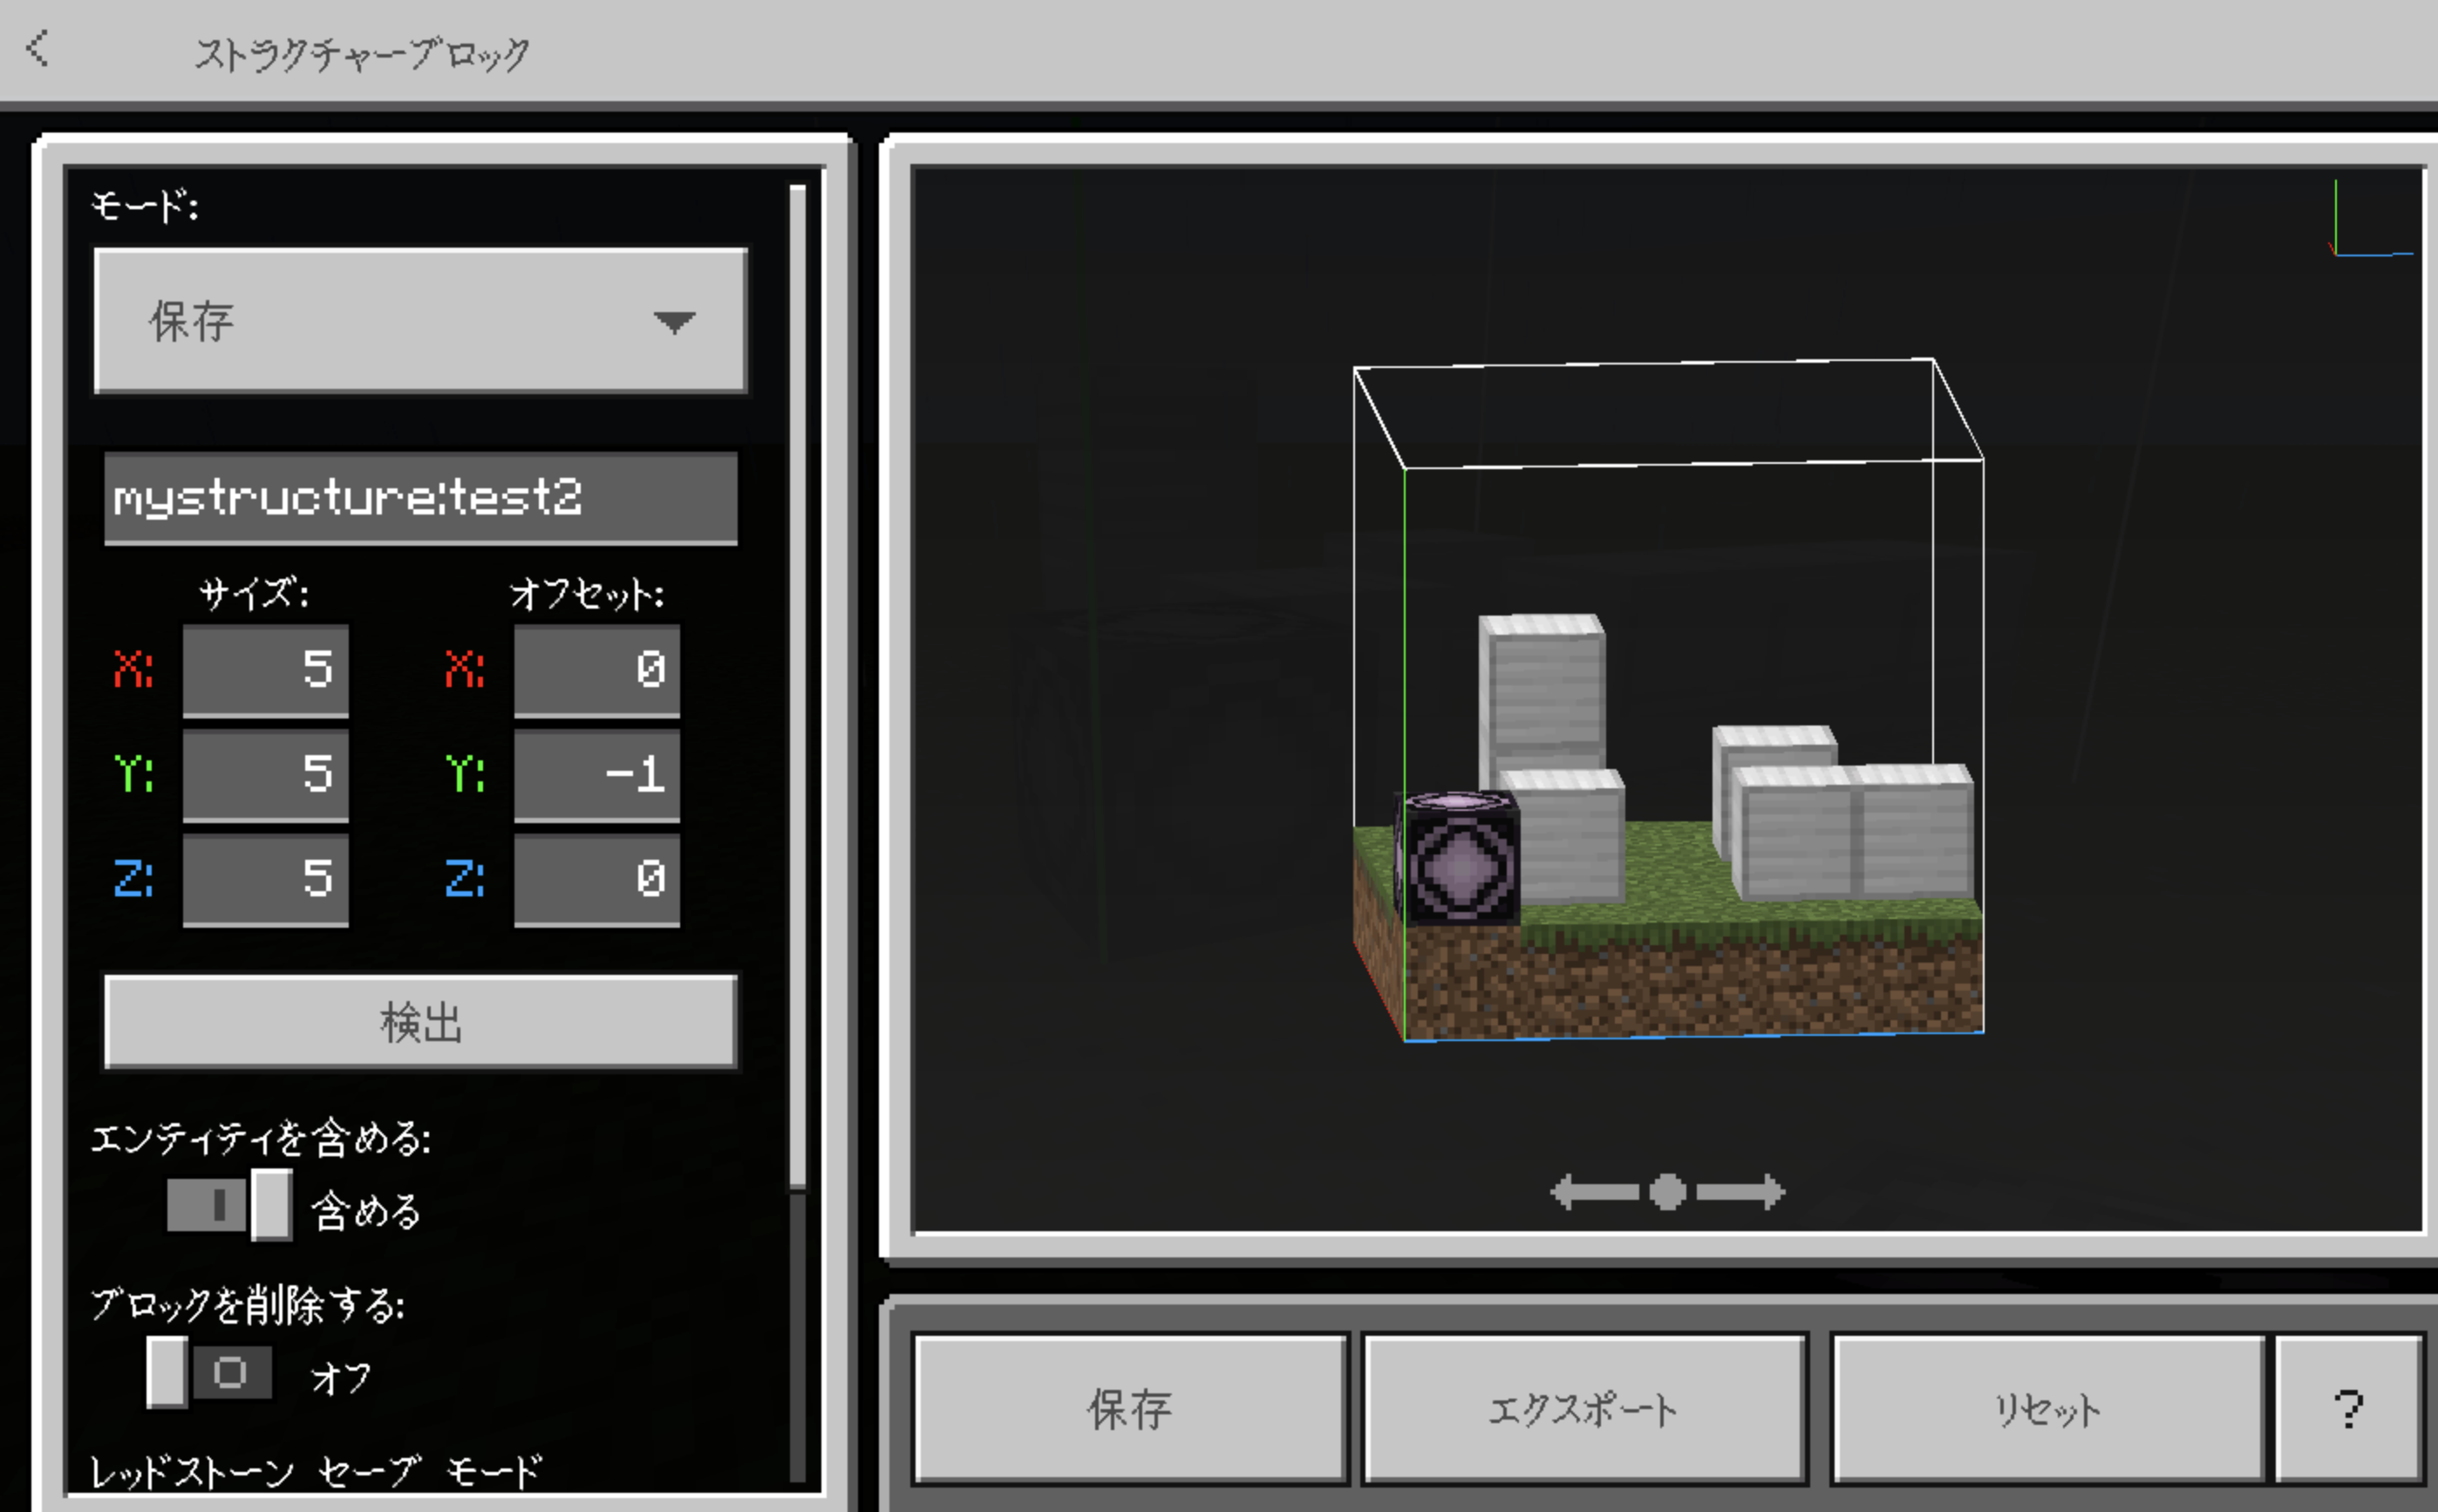 ストラクチャーブロック
モード:
保存
mystructure:test2
サイズ: オフセット:
X: 5 X: 0
Y: 5 Y: -1
Z: 5 Z: 0
検出
エンティティを含める:
含める
ブロックを削除する:
オフ
レッドストーン セーブ モード
保存 エクスポート リセット ?